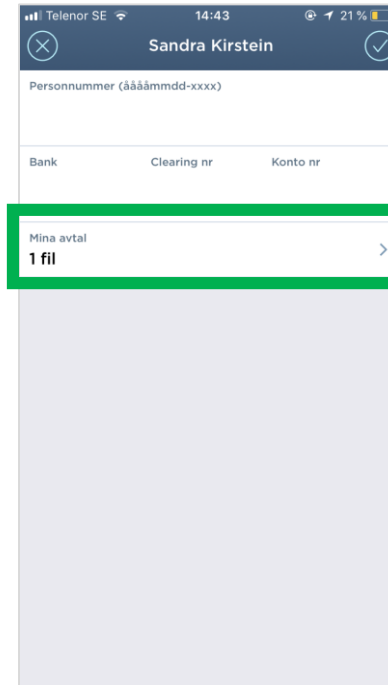 Telenor SE 14:43 21 %
Sandra Kirstein
Personnummer (ååååmmdd-xxxx)
Bank Clearing nr Konto nr
Mina avtal
1 fil